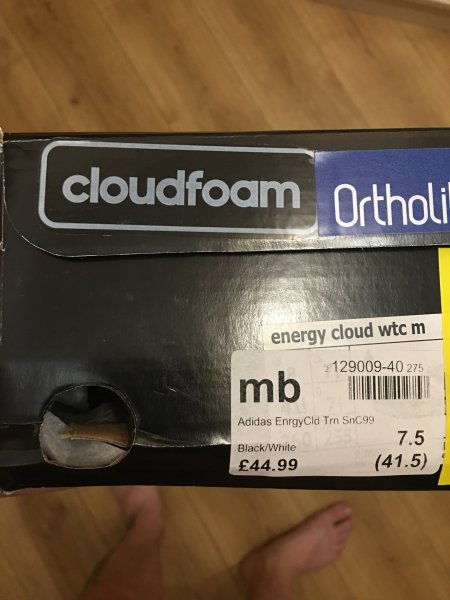 cloudfoam
Ortholi
energy cloud wtc m
mb
129009-40 275
Adidas EnrgyCld Trn SnC99
Black/White
7.5
£44.99
(41.5)